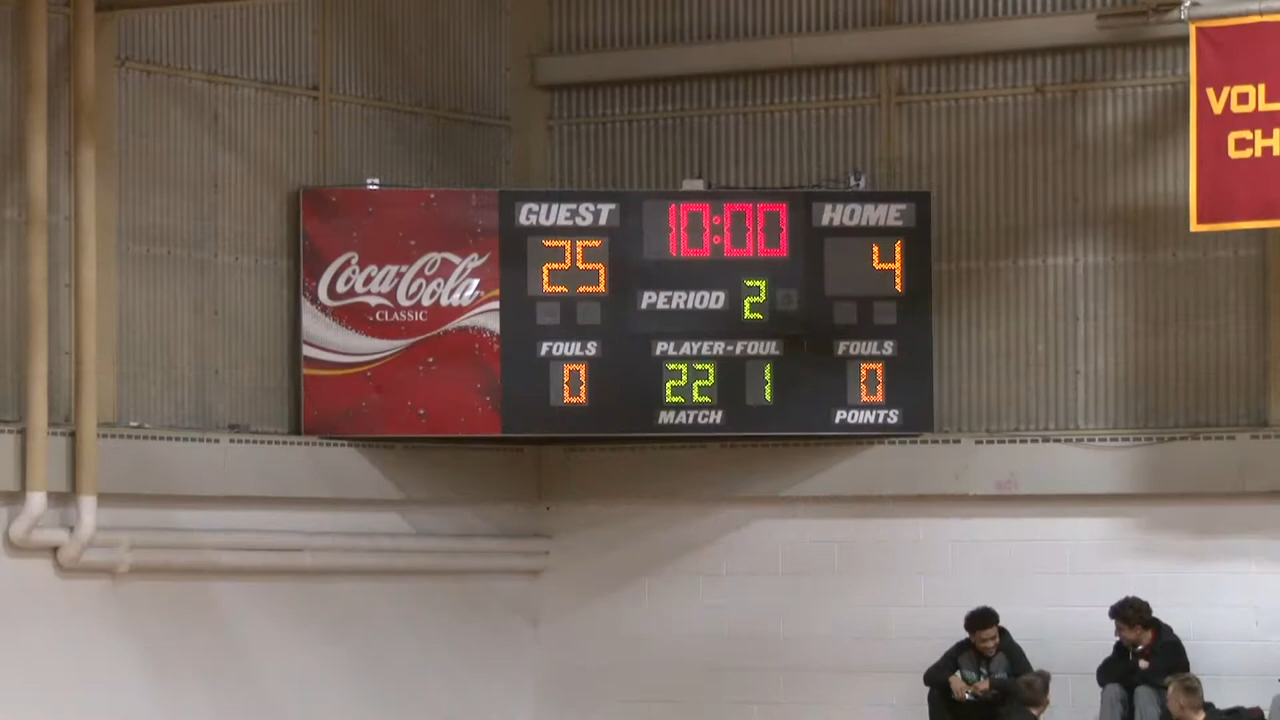 Coca-Cola
CLASSIC
GUEST
10:00
HOME
25
4
PERIOD 2
FOULS
PLAYER-FOUL
FOULS
0
22 1
0
MATCH
POINTS
VOL
CH